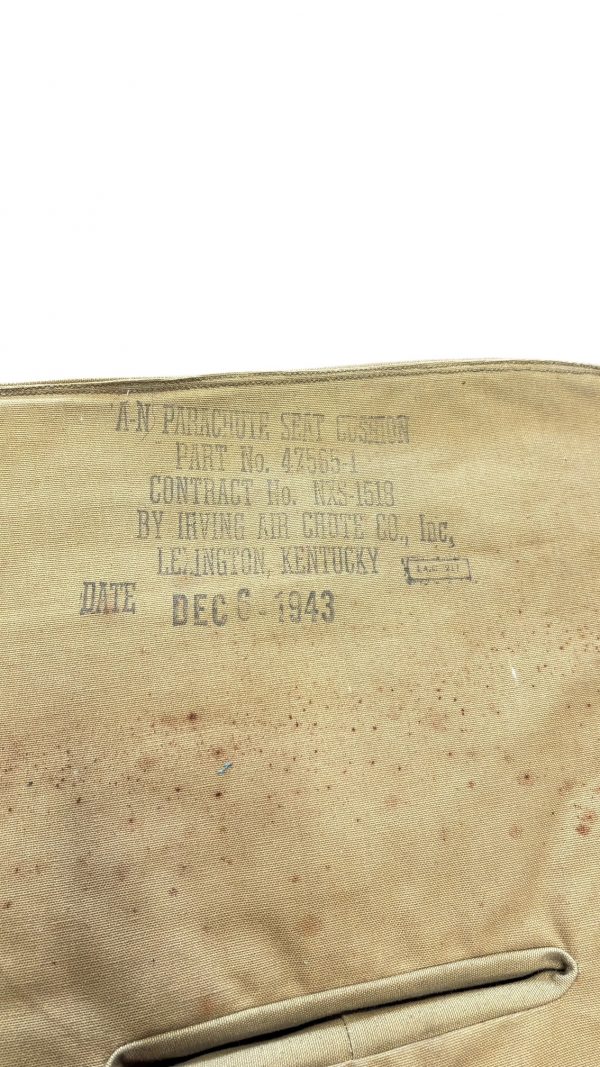 A-N PARACHUTE SEAT CUSHION
PART No. 47565-1
CONTRACT No. NXS-1518
BY IRVING AIR CHUTE CO., Inc,
LEXINGTON, KENTUCKY
DATE DEC 6 - 1943